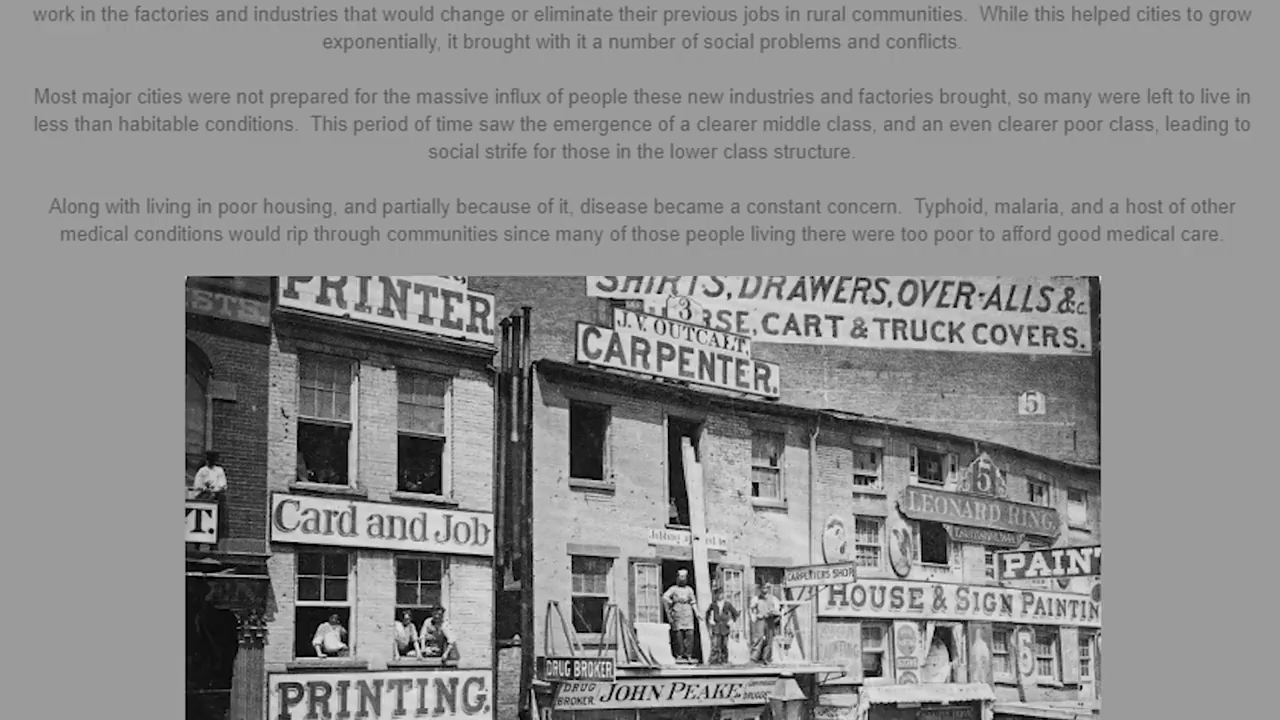 work in the factories and industries that would change or eliminate their previous jobs in rural communities.  While this helped cities to grow
exponentially, it brought with it a number of social problems and conflicts.
Most major cities were not prepared for the massive influx of people these new industries and factories brought, so many were left to live in
less than habitable conditions.  This period of time saw the emergence of a clearer middle class, and an even clearer poor class, leading to
social strife for those in the lower class structure.
Along with living in poor housing, and partially because of it, disease became a constant concern.  Typhoid, malaria, and a host of other
medical conditions would rip through communities since many of those people living there were too poor to afford good medical care.
PRINTER
SHIRTS, DRAWERS, OVER-ALLS &c.
3
CART & TRUCK COVERS.
J.V. OUTCALT,
CARPENTER.
5
5
LEONARD RING,
T.
Card and Job
PAIN
CARPENTERS SHOP
HOUSE & SIGN PAINTIN
5
DRUG BROKER
DRUG
BROKER
JOHN PEAKE
PRINTING.